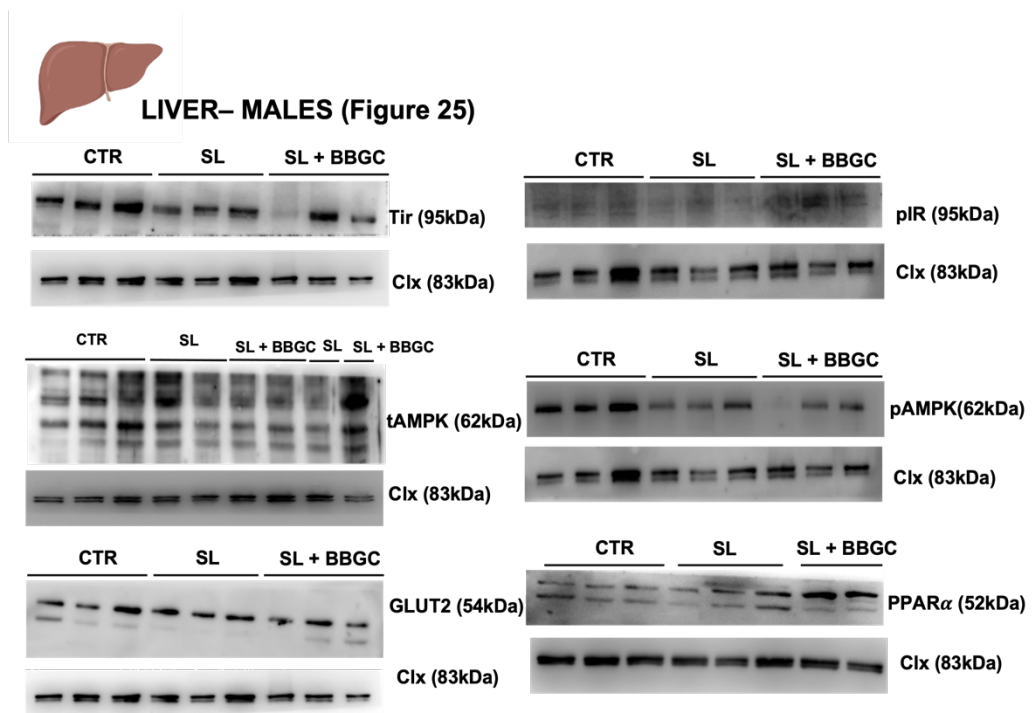 LIVER– MALES (Figure 25)
CTR SL SL + BBGC
Tir (95kDa)
Clx (83kDa)
CTR SL SL + BBGC
pIR (95kDa)
Clx (83kDa)
CTR SL SL + BBGC SL SL + BBGC
tAMPK (62kDa)
Clx (83kDa)
CTR SL SL + BBGC
pAMPK(62kDa)
Clx (83kDa)
CTR SL SL + BBGC
GLUT2 (54kDa)
Clx (83kDa)
CTR SL SL + BBGC
PPARα (52kDa)
Clx (83kDa)